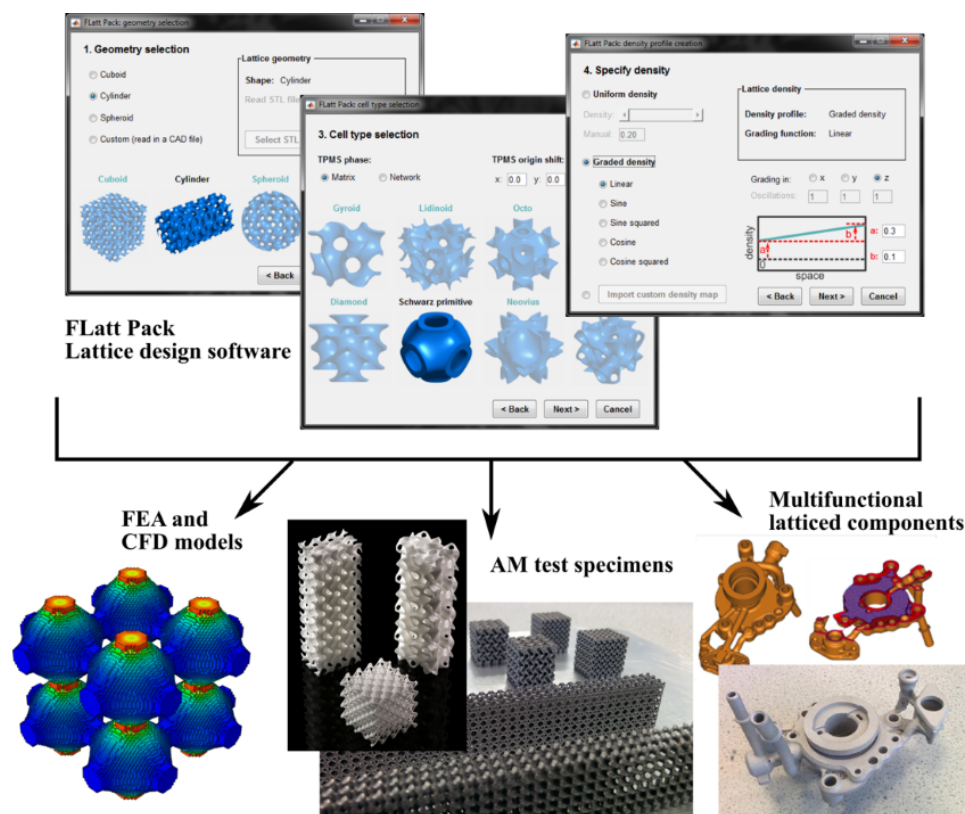 FLatt Pack: geometry selection
1. Geometry selection
Cuboid
Cylinder
Spheroid
Custom (read in a CAD file)
Lattice geometry
Shape: Cylinder
Read STL file
Select STL
Cuboid
Cylinder
Spheroid
< Back
FLatt Pack: cell type selection
3. Cell type selection
TPMS phase:
Matrix
Network
TPMS origin shift:
x: 0.0 y: 0.0
Gyroid
Lidinoid
Octo
Diamond
Schwarz primitive
Neovius
< Back
Next >
Cancel
FLatt Pack: density profile creation
4. Specify density
Uniform density
Density:
Manual: 0.20
Graded density
Linear
Sine
Sine squared
Cosine
Cosine squared
Import custom density map
Lattice density
Density profile: Graded density
Grading function: Linear
Grading in: x y z
Oscillations: 1 1 1
density
a
0
b
space
a: 0.3
b: 0.1
< Back
Next >
Cancel
FLatt Pack
Lattice design software
FEA and
CFD models
AM test specimens
Multifunctional
latticed components